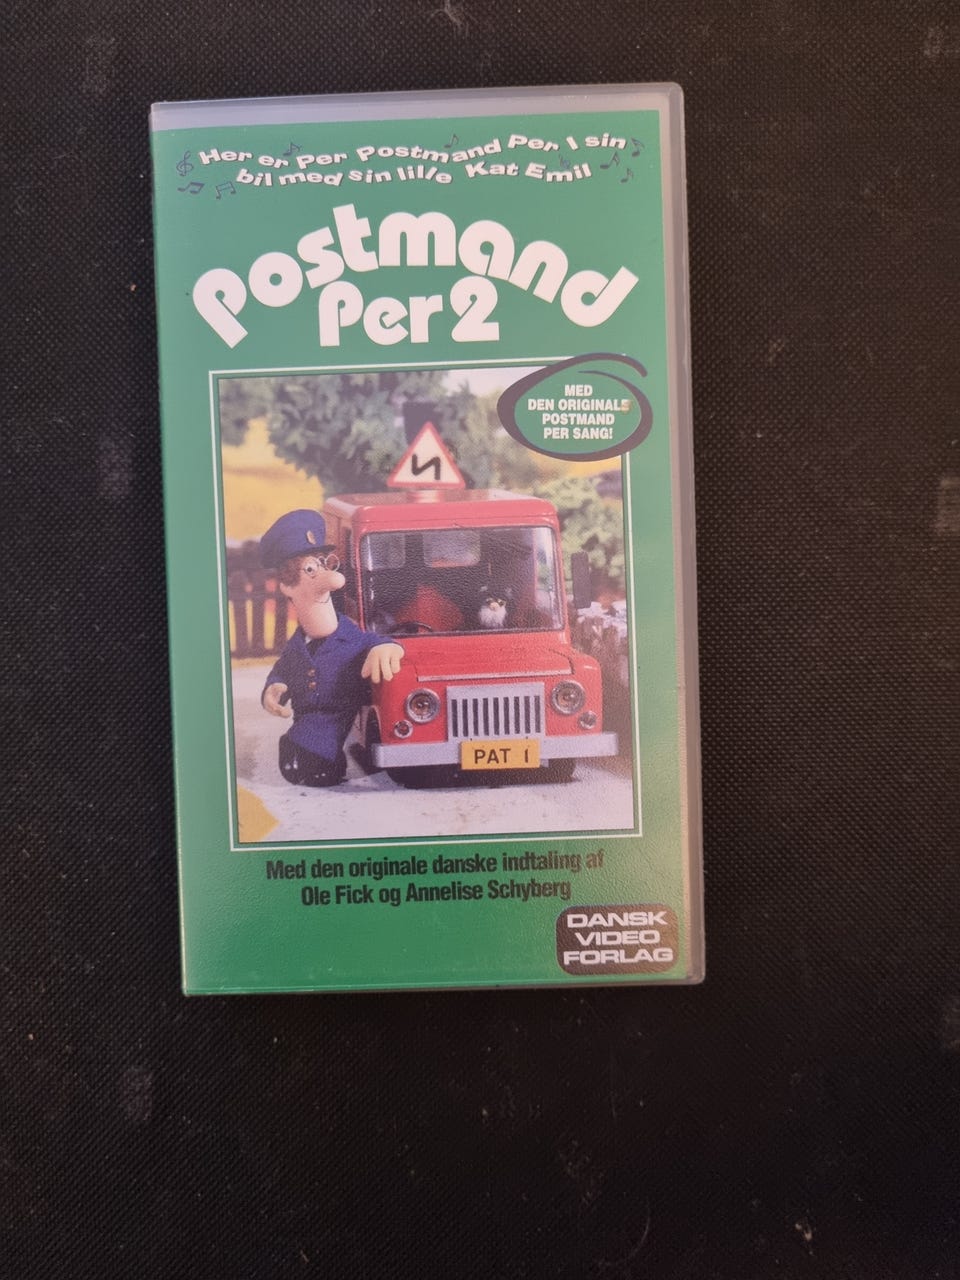 Her er Per Postmand Per I sin
bil med sin lille Kat Emil
Postmand
Per 2
MED
DEN ORIGINALE
POSTMAND
PER SANG!
PAT 1
Med den originale danske indtaling af
Ole Fick og Annelise Schyberg
DANSK
VIDEO
FORLAG